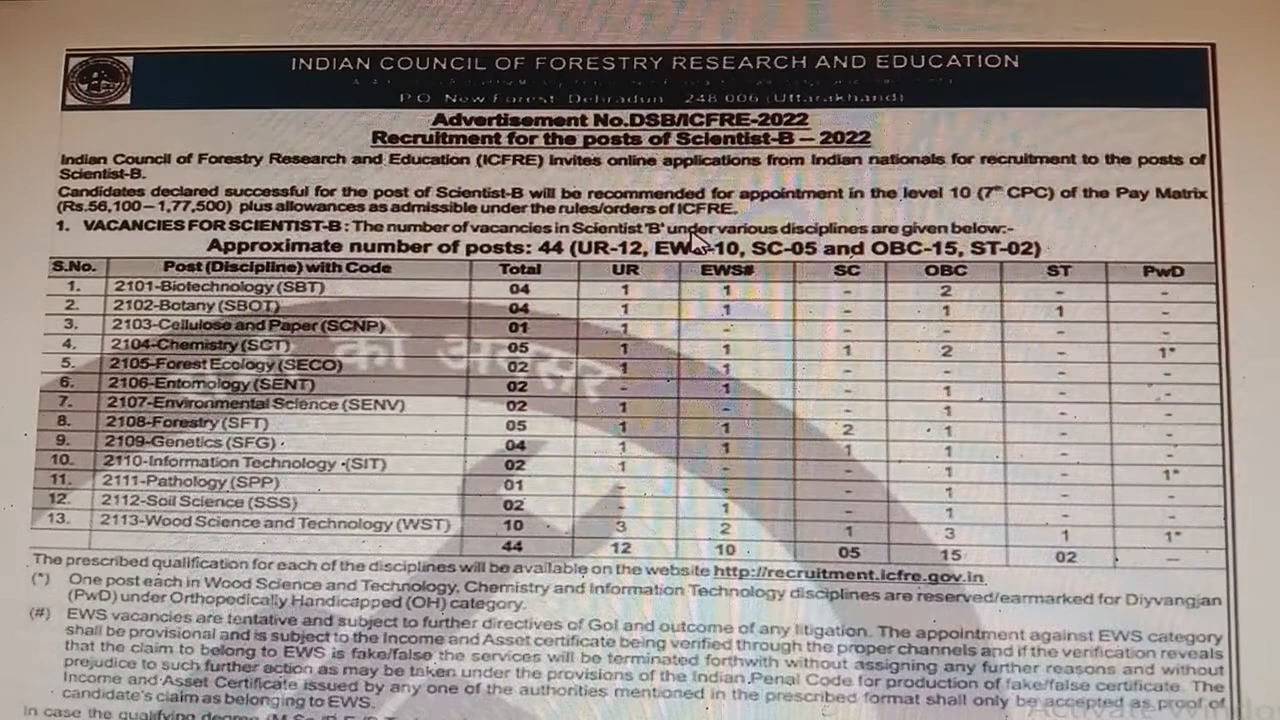 INDIAN COUNCIL OF FORESTRY RESEARCH AND EDUCATION
P.O. New Forest, Dehradun 248 006 (Uttarakhand)
Advertisement No.DSB/ICFRE-2022
Recruitment for the posts of Scientist-B – 2022
Indian Council of Forestry Research and Education (ICFRE) Invites online applications from Indian nationals for recruitment to the posts of
Scientist-B.
Candidates declared successful for the post of Scientist-B will be recommended for appointment in the level 10 (7th CPC) of the Pay Matrix
(Rs.56,100–1,77,500) plus allowances as admissible under the rules/orders of ICFRE.
1. VACANCIES FOR SCIENTIST-B : The number of vacancies in Scientist 'B' under various disciplines are given below:-
Approximate number of posts: 44 (UR-12, EWS-10, SC-05 and OBC-15, ST-02)
S.No. Post (Discipline) with Code Total UR EWS# SC OBC ST PwD
1. 2101-Biotechnology (SBT) 04 1 1 - 2 - -
2. 2102-Botany (SBOT) 04 1 1 - 1 1 -
3. 2103-Cellulose and Paper (SCNP) 01 1 - - - - -
4. 2104-Chemistry (SCT) 05 1 1 1 2 - 1*
5. 2105-Forest Ecology (SECO) 02 1 1 - - - -
6. 2106-Entomology (SENT) 02 - 1 - 1 - -
7. 2107-Environmental Science (SENV) 02 1 - - 1 - -
8. 2108-Forestry (SFT) 05 1 1 2 1 - -
9. 2109-Genetics (SFG) 04 1 1 1 1 - -
10. 2110-Information Technology (SIT) 02 1 - - 1 - 1*
11. 2111-Pathology (SPP) 01 - - - 1 - -
12. 2112-Soil Science (SSS) 02 - 1 - 1 - -
13. 2113-Wood Science and Technology (WST) 10 3 2 1 3 1 1*
44 12 10 05 15 02 —
का अवसर
The prescribed qualification for each of the disciplines will be available on the website http://recruitment.icfre.gov.in.
(*) One post each in Wood Science and Technology, Chemistry and Information Technology disciplines are reserved/earmarked for Diyvangjan
(PwD) under Orthopedically Handicapped (OH) category.
(#) EWS vacancies are tentative and subject to further directives of GoI and outcome of any litigation. The appointment against EWS category
shall be provisional and is subject to the Income and Asset certificate being verified through the proper channels and if the verification reveals
that the claim to belong to EWS is fake/false the services will be terminated forthwith without assigning any further reasons and without
prejudice to such further action as may be taken under the provisions of the Indian Penal Code for production of fake/false certificate. The
Income and Asset Certificate issued by any one of the authorities mentioned in the prescribed format shall only be accepted as proof of
candidate's claim as belonging to EWS.
In case the qualifying degree